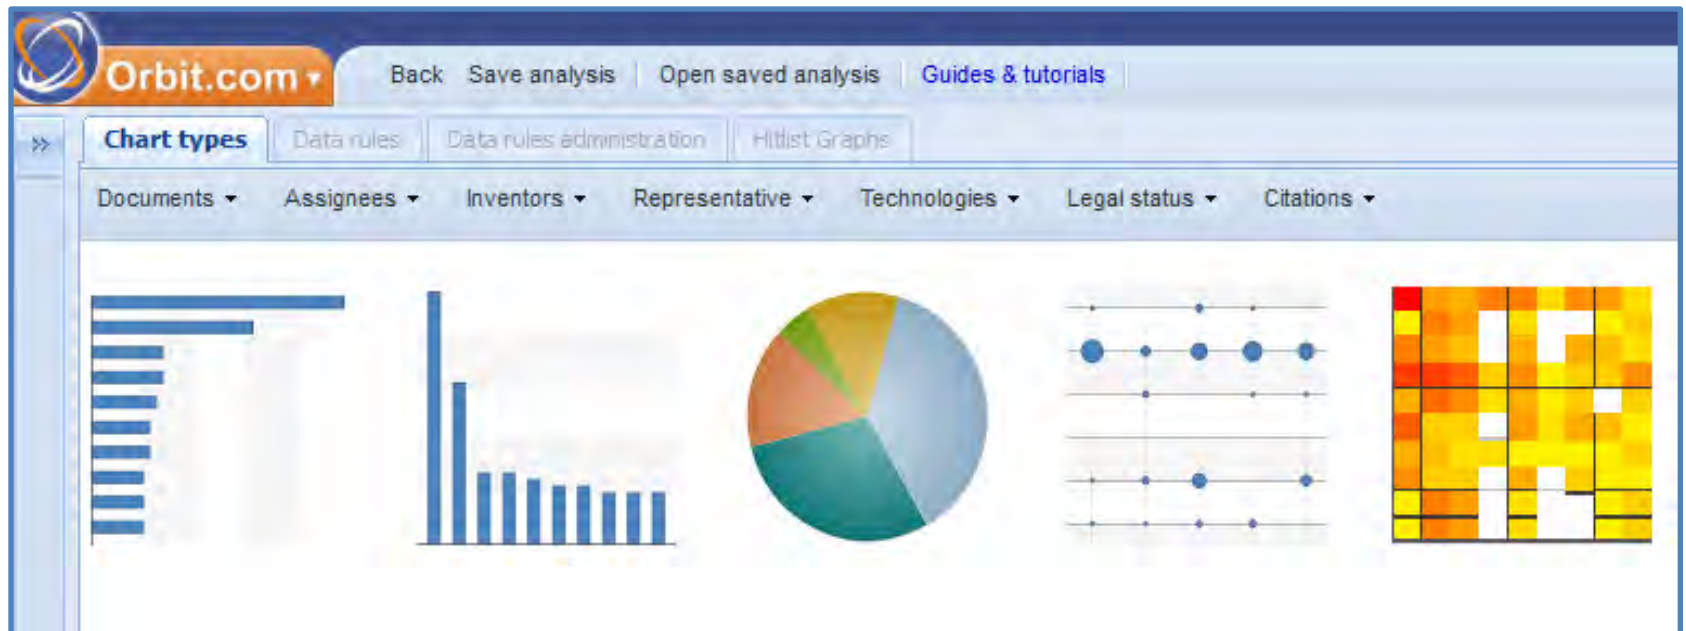 Orbit.com Back Save analysis Open saved analysis Guides & tutorials
Chart types Data rules Data rules administration Hitlist Graphs
Documents Assignees Inventors Representative Technologies Legal status Citations